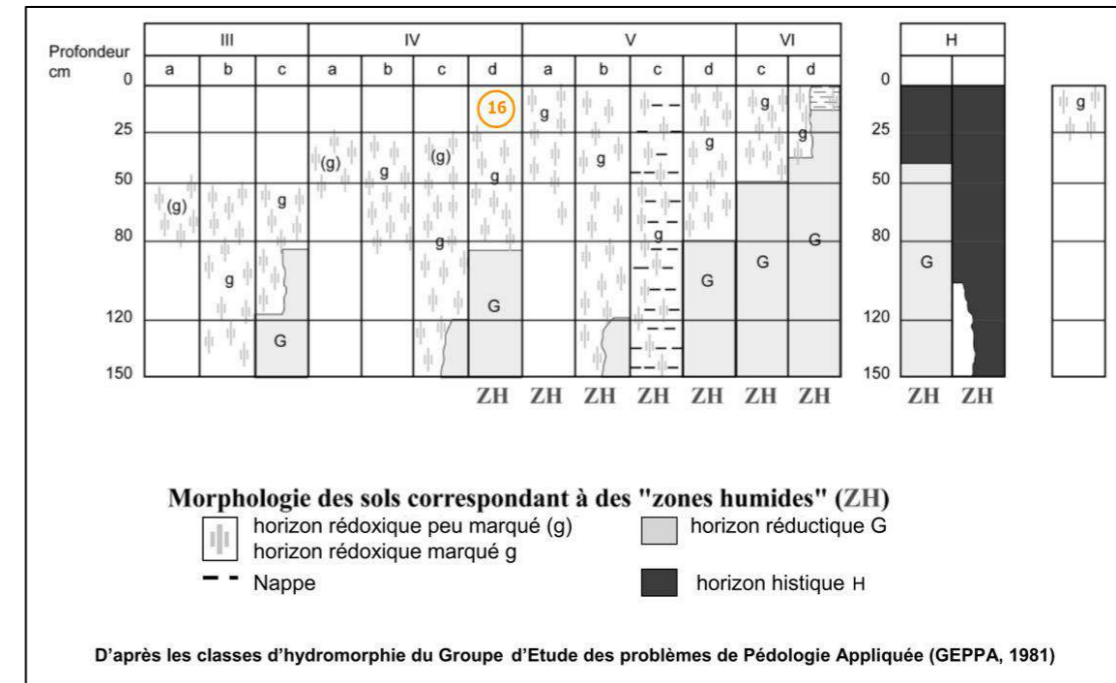 III IV V VI H
Profondeur
cm
a b c a b c d a b c d c d
0 0
16
g g g
25 25
(g) (g) g g g
g g g
50 50
(g) g
g
80 g G 80
g G G G G
G
120 120
G
150 150
ZH ZH ZH ZH ZH ZH ZH ZH ZH
Morphologie des sols correspondant à des "zones humides" (ZH)
horizon rédoxique peu marqué (g) horizon réductique G
horizon rédoxique marqué g
Nappe horizon histique H
D'après les classes d'hydromorphie du Groupe d'Etude des problèmes de Pédologie Appliquée (GEPPA, 1981)